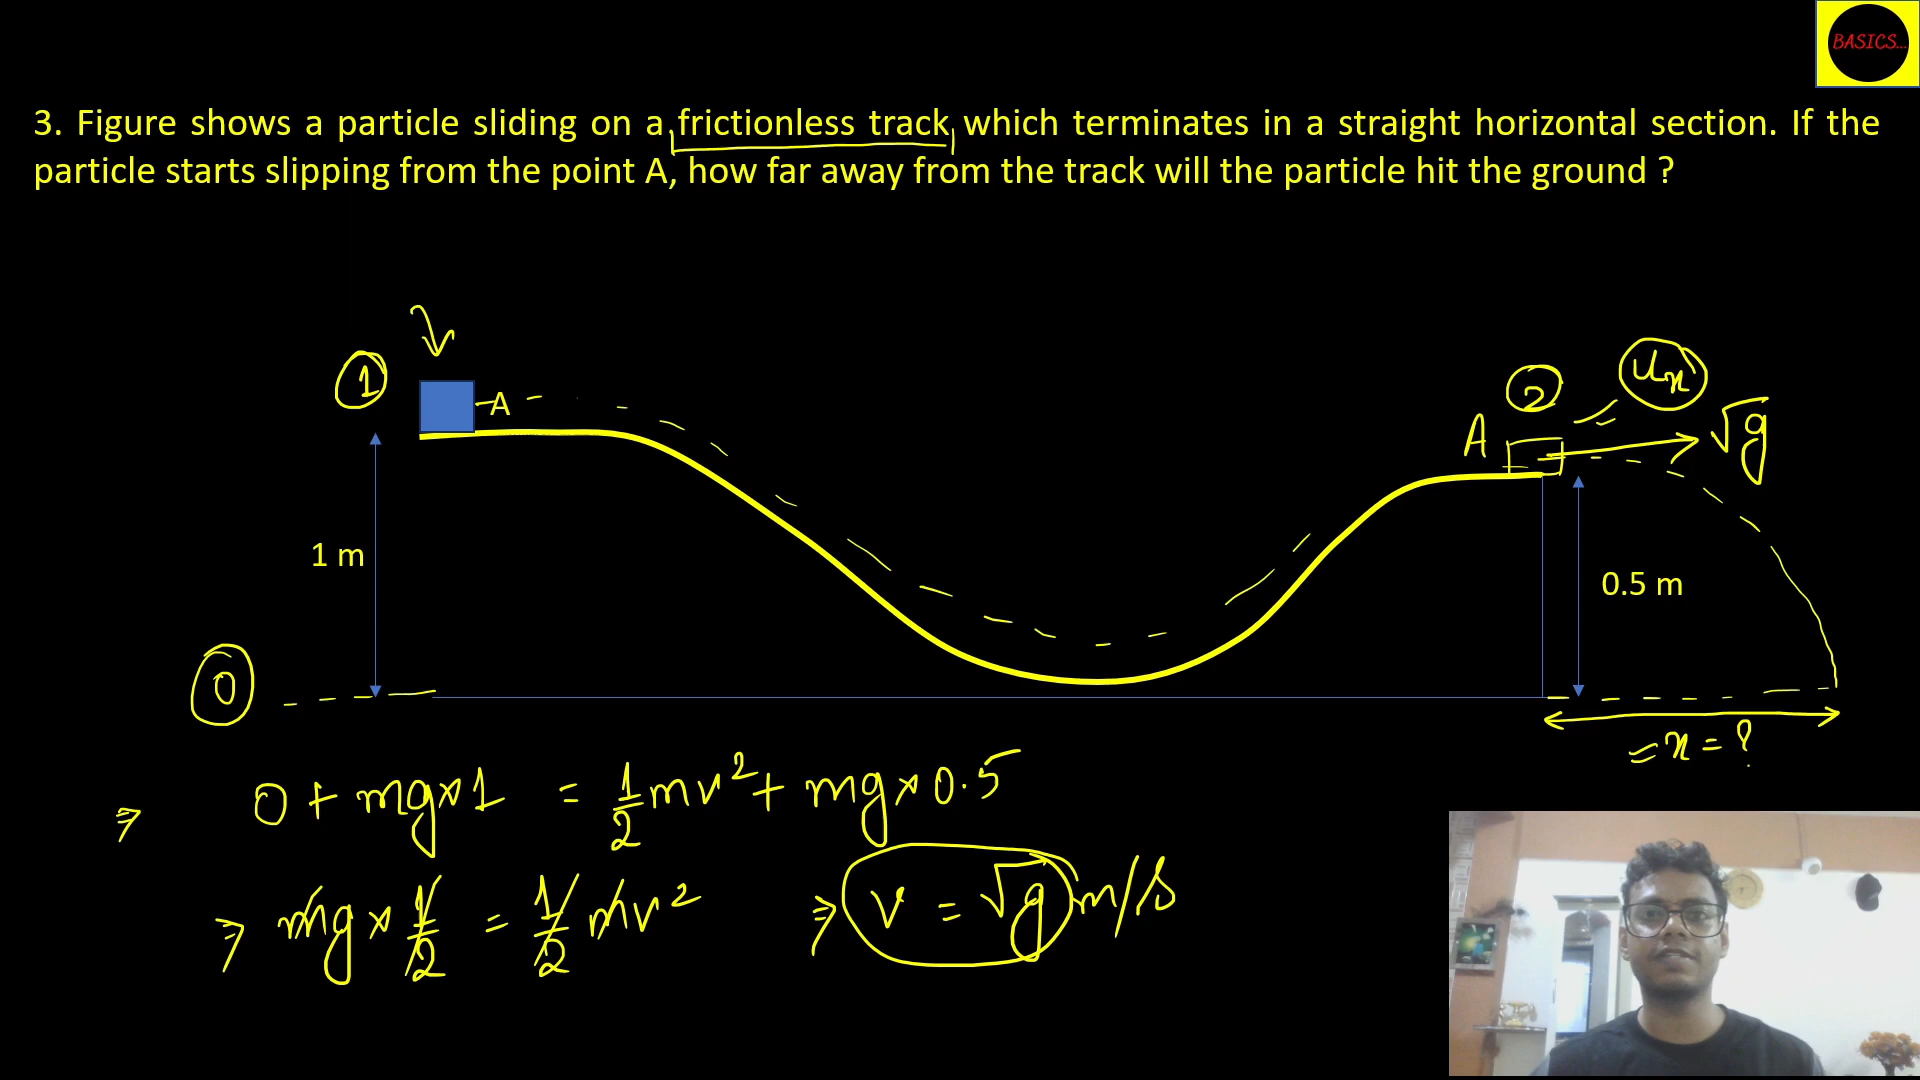 BASICS...
3. Figure shows a particle sliding on a frictionless track which terminates in a straight horizontal section. If the
particle starts slipping from the point A, how far away from the track will the particle hit the ground ?
1
A
2
uₓ
A
√g
1 m
0.5 m
0
= x = ?
⇒ 0 + mg×1 = 1/2 mv² + mg×0.5
⇒ mg × 1/2 = 1/2 mv² ⇒ v = √g m/s